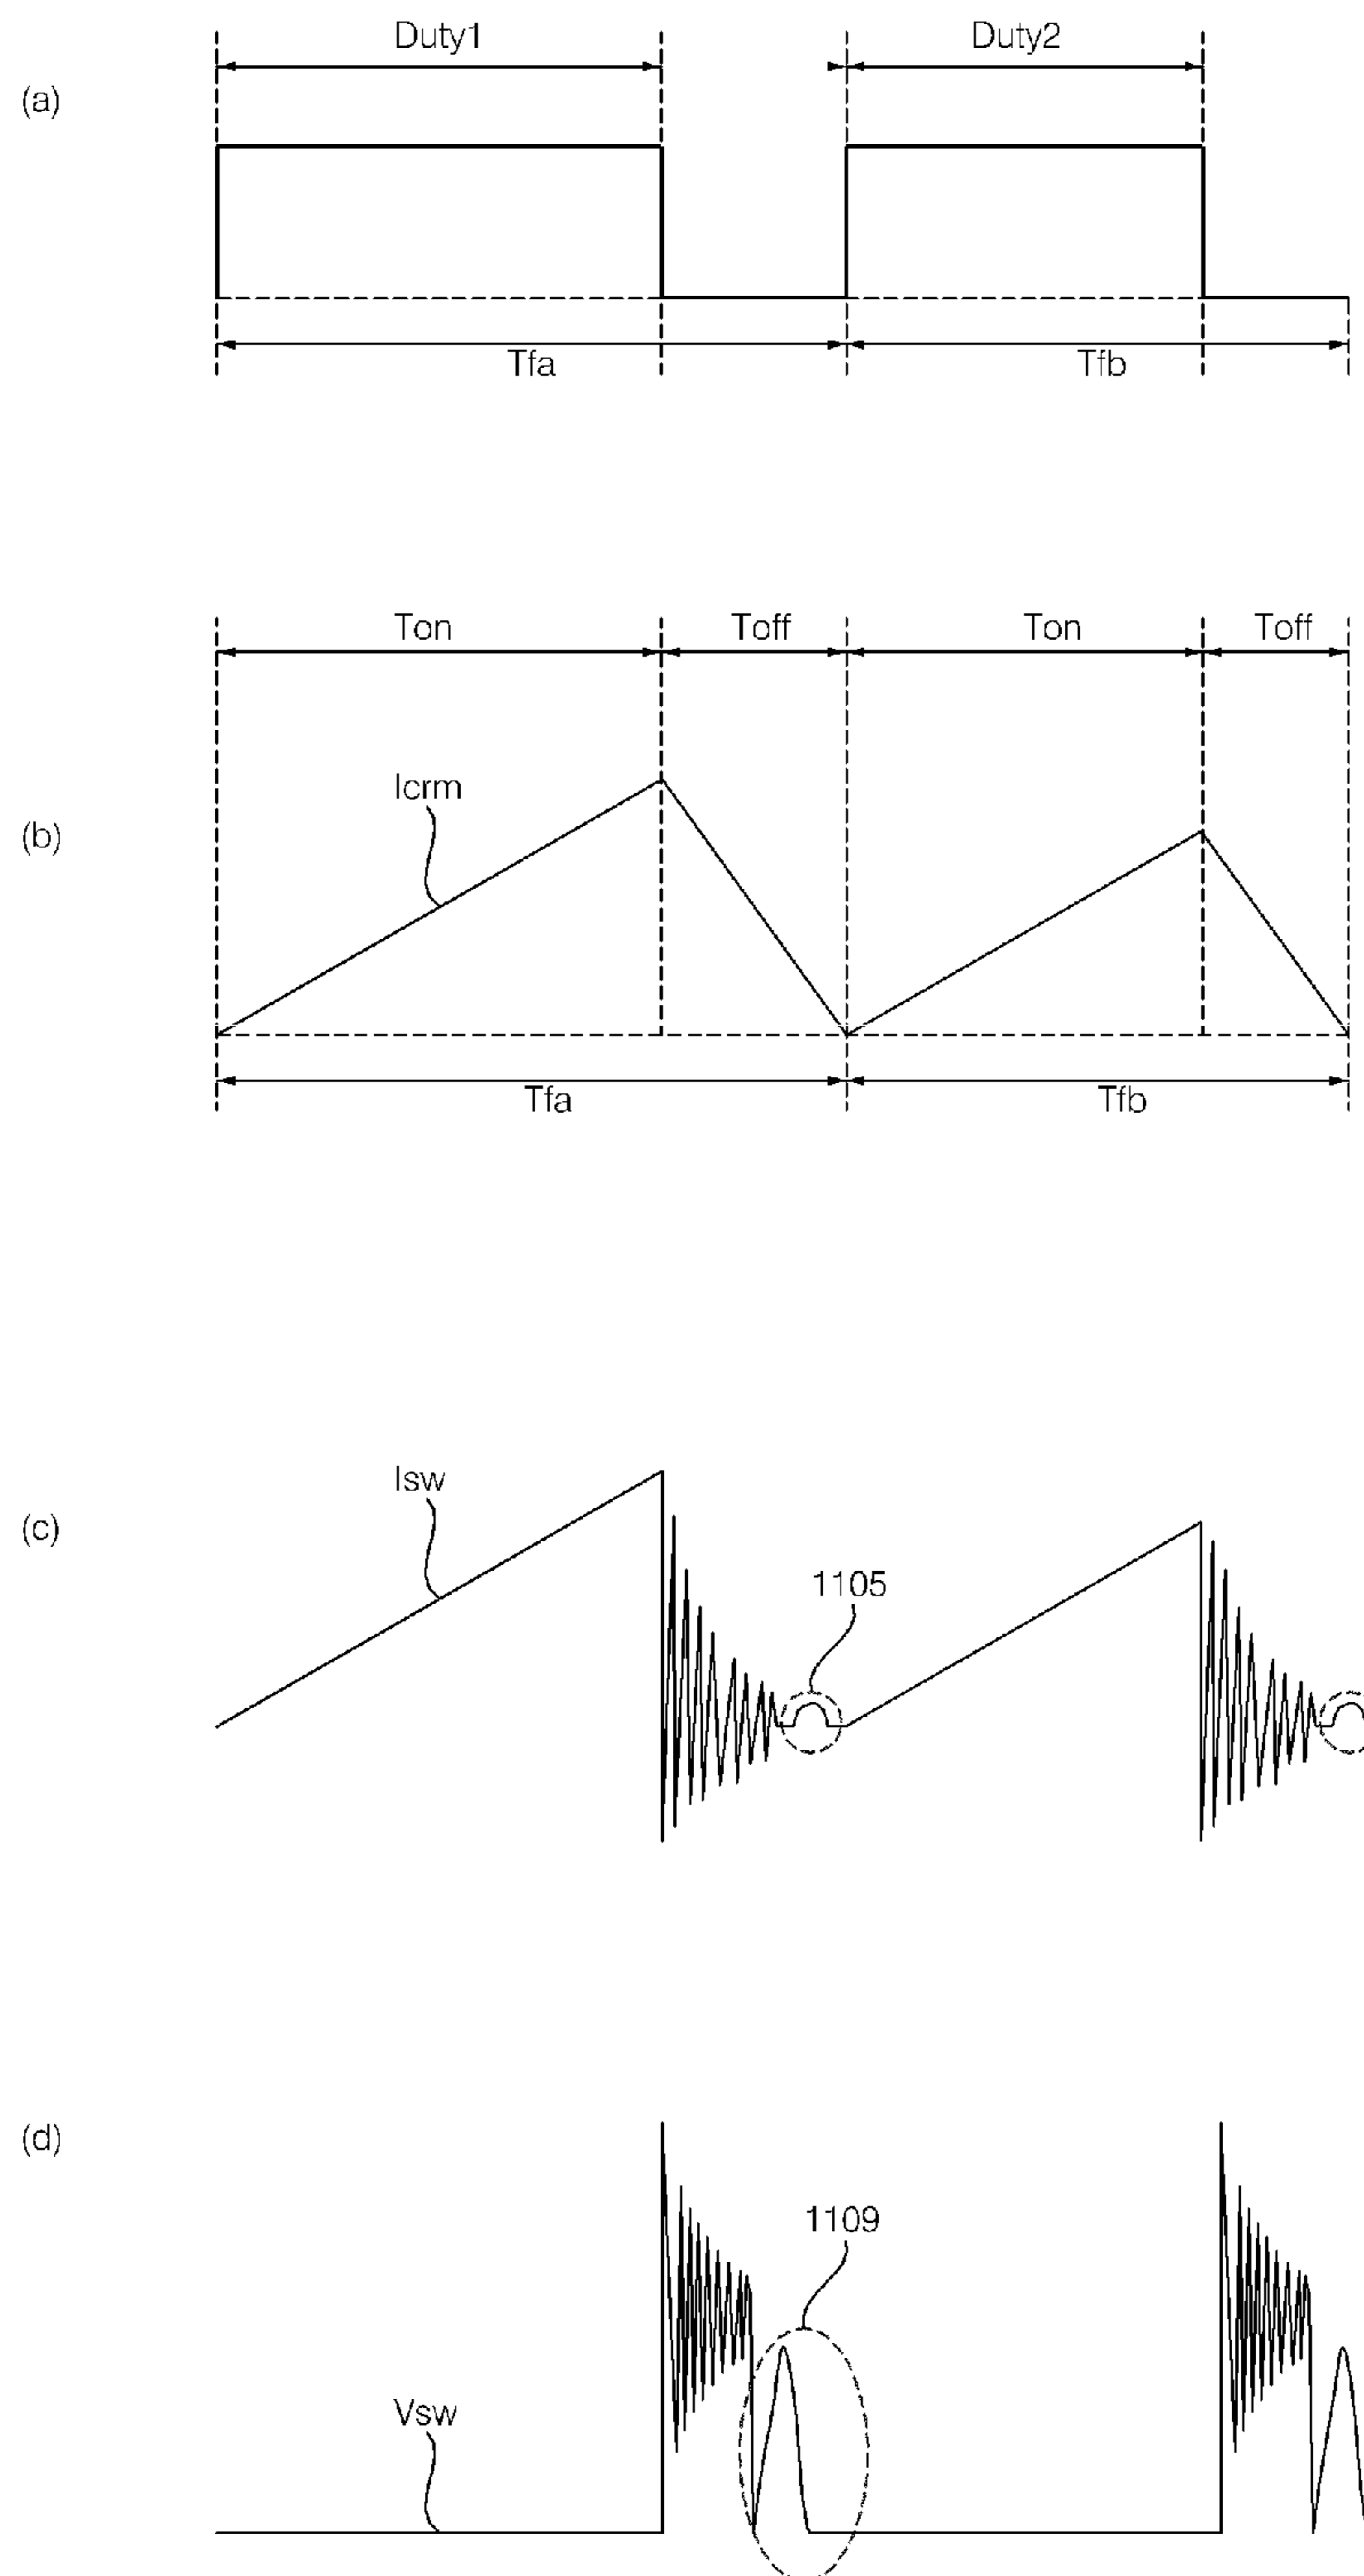 (a)
Duty1
Duty2
Tfa
Tfb
(b)
Ton
Toff
Ton
Toff
Icrm
Tfa
Tfb
(c)
Isw
1105
(d)
1109
Vsw